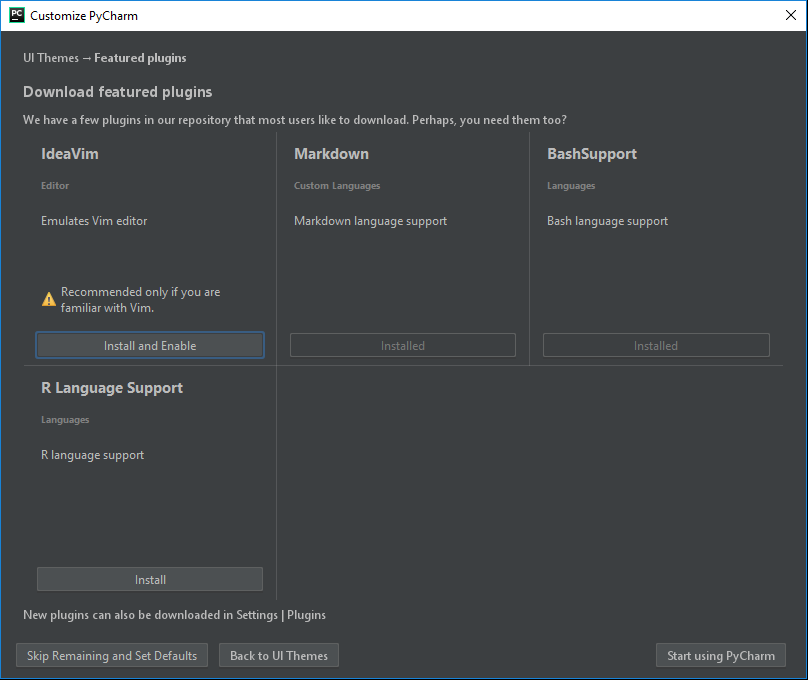 PC Customize PyCharm
UI Themes → Featured plugins
Download featured plugins
We have a few plugins in our repository that most users like to download. Perhaps, you need them too?
IdeaVim
Editor
Emulates Vim editor
Recommended only if you are
familiar with Vim.
Install and Enable
Markdown
Custom Languages
Markdown language support
Installed
BashSupport
Languages
Bash language support
Installed
R Language Support
Languages
R language support
Install
New plugins can also be downloaded in Settings | Plugins
Skip Remaining and Set Defaults
Back to UI Themes
Start using PyCharm